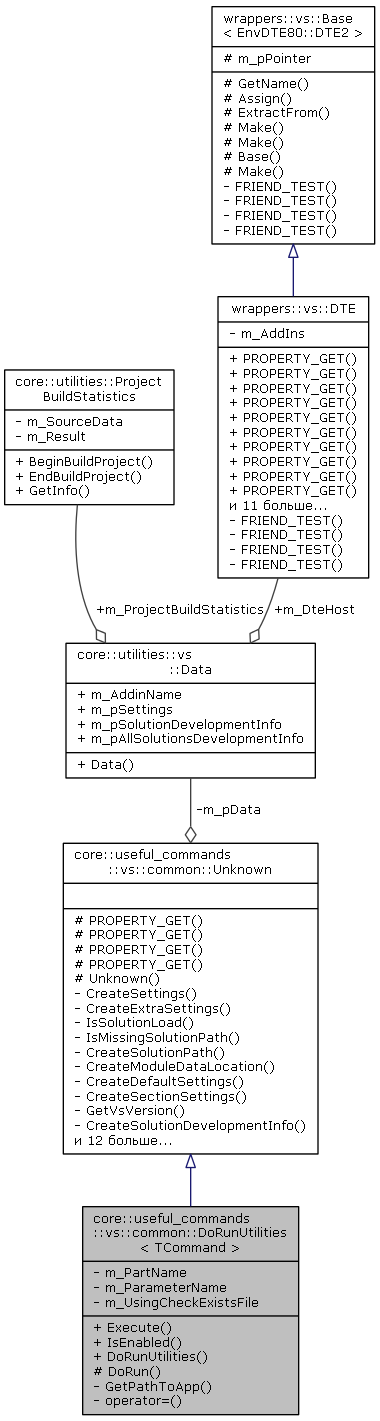 wrappers::vs::Base
< EnvDTE80::DTE2 >
# m_pPointer
# GetName()
# Assign()
# ExtractFrom()
# Make()
# Make()
# Base()
# Make()
- FRIEND_TEST()
- FRIEND_TEST()
- FRIEND_TEST()
- FRIEND_TEST()
wrappers::vs::DTE
- m_AddIns
+ PROPERTY_GET()
+ PROPERTY_GET()
+ PROPERTY_GET()
+ PROPERTY_GET()
+ PROPERTY_GET()
+ PROPERTY_GET()
+ PROPERTY_GET()
+ PROPERTY_GET()
+ PROPERTY_GET()
+ PROPERTY_GET()
и 11 больше...
- FRIEND_TEST()
- FRIEND_TEST()
- FRIEND_TEST()
- FRIEND_TEST()
core::utilities::Project
BuildStatistics
- m_SourceData
- m_Result
+ BeginBuildProject()
+ EndBuildProject()
+ GetInfo()
+m_ProjectBuildStatistics
+m_DteHost
core::utilities::vs
::Data
+ m_AddinName
+ m_pSettings
+ m_pSolutionDevelopmentInfo
+ m_pAllSolutionsDevelopmentInfo
+ Data()
-m_pData
core::useful_commands
::vs::common::Unknown
# PROPERTY_GET()
# PROPERTY_GET()
# PROPERTY_GET()
# PROPERTY_GET()
# Unknown()
- CreateSettings()
- CreateExtraSettings()
- IsSolutionLoad()
- IsMissingSolutionPath()
- CreateSolutionPath()
- CreateModuleDataLocation()
- CreateDefaultSettings()
- CreateSectionSettings()
- GetVsVersion()
- CreateSolutionDevelopmentInfo()
и 12 больше...
core::useful_commands
::vs::common::DoRunUtilities
< TCommand >
- m_PartName
- m_ParameterName
- m_UsingCheckExistsFile
+ Execute()
+ IsEnabled()
+ DoRunUtilities()
# DoRun()
- GetPathToApp()
- operator=()